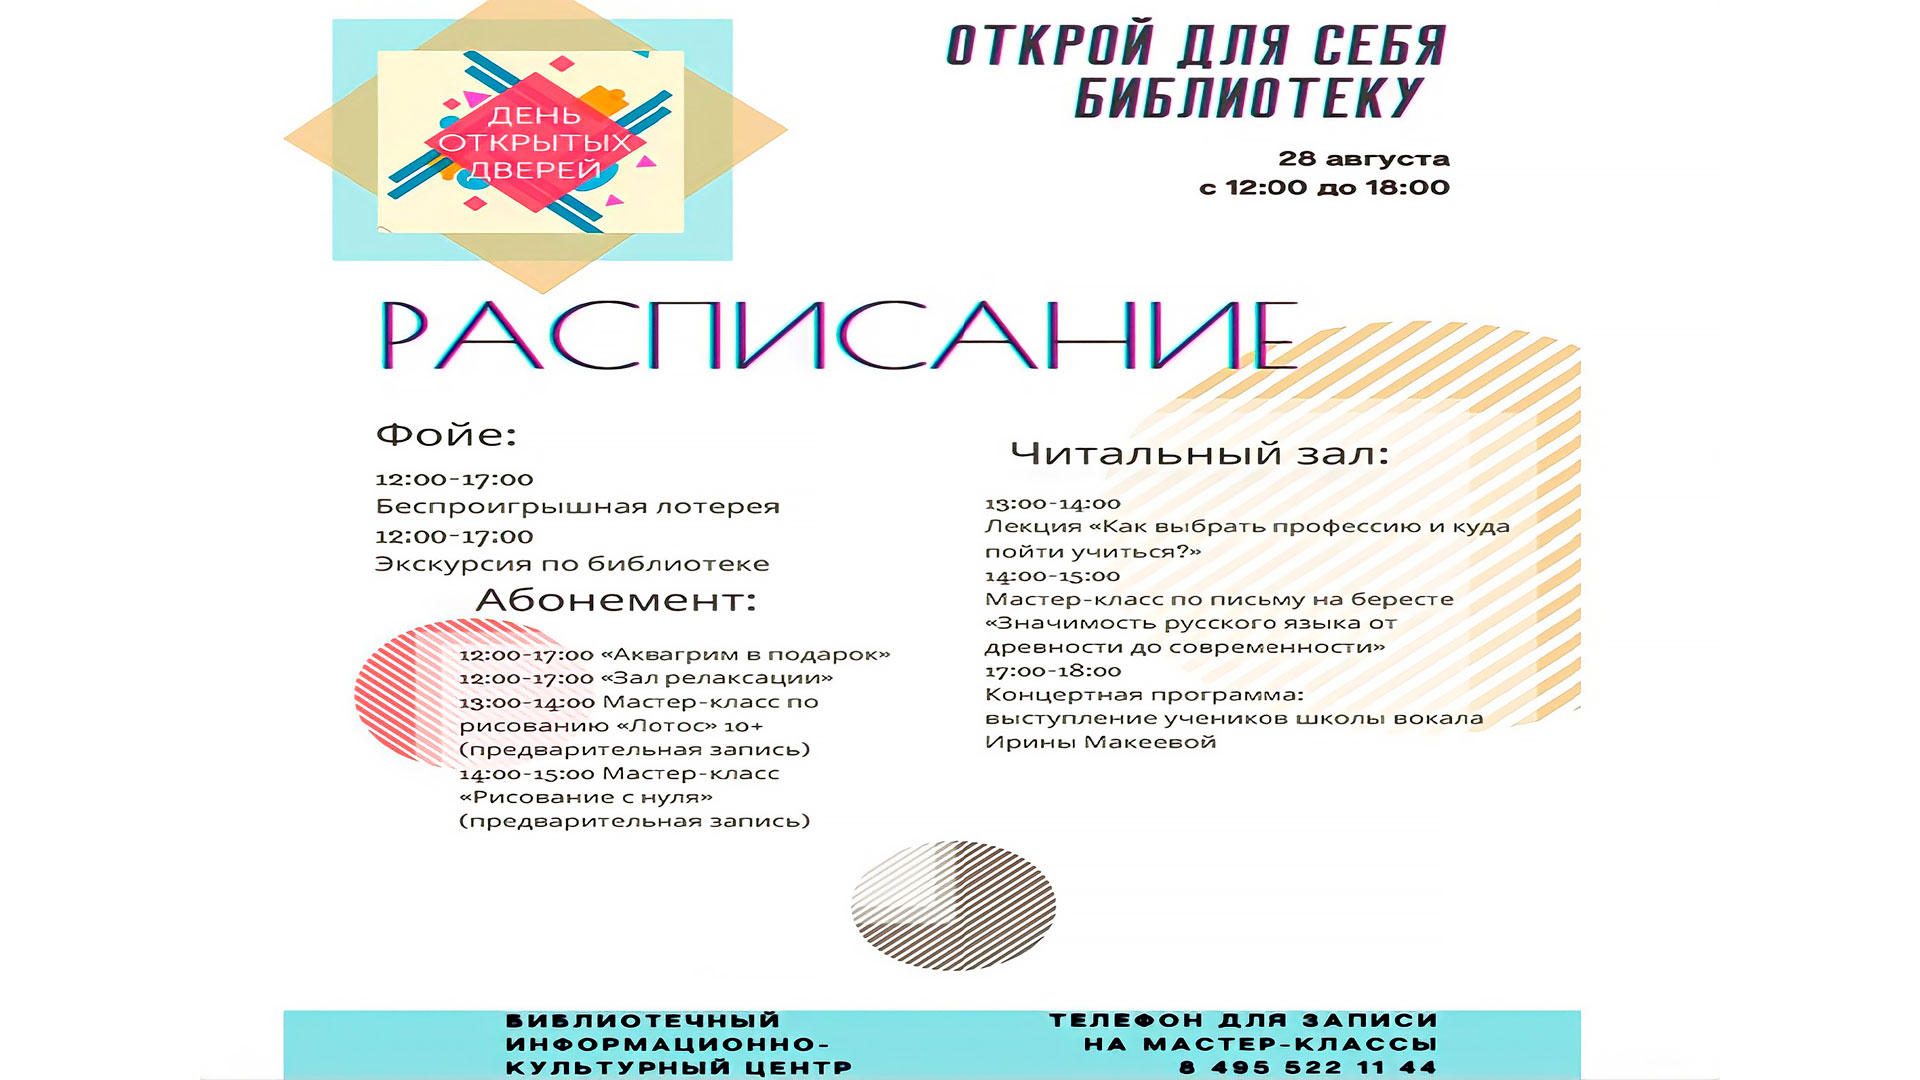 ДЕНЬ
ОТКРЫТЫХ
ДВЕРЕЙ
ОТКРОЙ ДЛЯ СЕБЯ
БИБЛИОТЕКУ
28 августа
с 12:00 до 18:00
РАСПИСАНИЕ
Фойе:
12:00-17:00
Беспроигрышная лотерея
12:00-17:00
Экскурсия по библиотеке
Абонемент:
12:00-17:00 «Аквагрим в подарок»
12:00-17:00 «Зал релаксации»
13:00-14:00 Мастер-класс по
рисованию «Лотос» 10+
(предварительная запись)
14:00-15:00 Мастер-класс
«Рисование с нуля»
(предварительная запись)
Читальный зал:
13:00-14:00
Лекция «Как выбрать профессию и куда
пойти учиться?»
14:00-15:00
Мастер-класс по письму на бересте
«Значимость русского языка от
древности до современности»
17:00-18:00
Концертная программа:
выступление учеников школы вокала
Ирины Макеевой
БИБЛИОТЕЧНЫЙ
ИНФОРМАЦИОННО-
КУЛЬТУРНЫЙ ЦЕНТР
ТЕЛЕФОН ДЛЯ ЗАПИСИ
НА МАСТЕР-КЛАССЫ
8 495 522 11 44